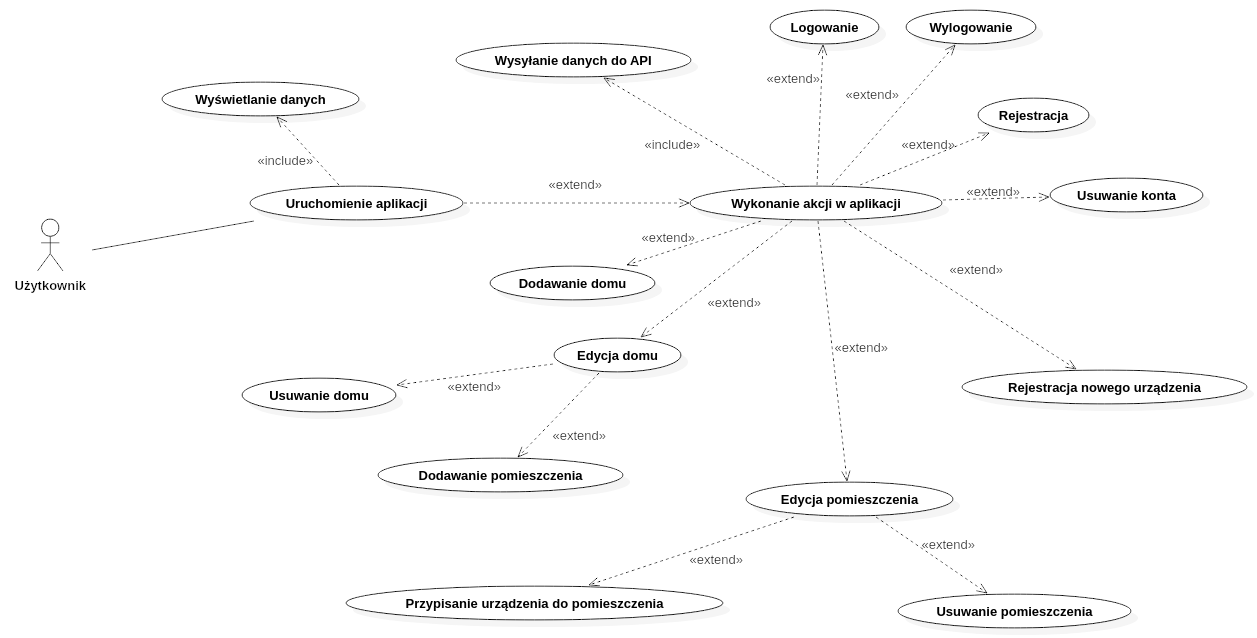 Logowanie
Wylogowanie
Wysyłanie danych do API
«extend»
Wyświetlanie danych
«extend»
Rejestracja
«include»
«extend»
«include»
«extend»
«extend»
Usuwanie konta
Uruchomienie aplikacji
Wykonanie akcji w aplikacji
«extend»
«extend»
Użytkownik
Dodawanie domu
«extend»
«extend»
Edycja domu
Usuwanie domu
«extend»
Rejestracja nowego urządzenia
«extend»
Dodawanie pomieszczenia
Edycja pomieszczenia
«extend»
«extend»
Przypisanie urządzenia do pomieszczenia
Usuwanie pomieszczenia